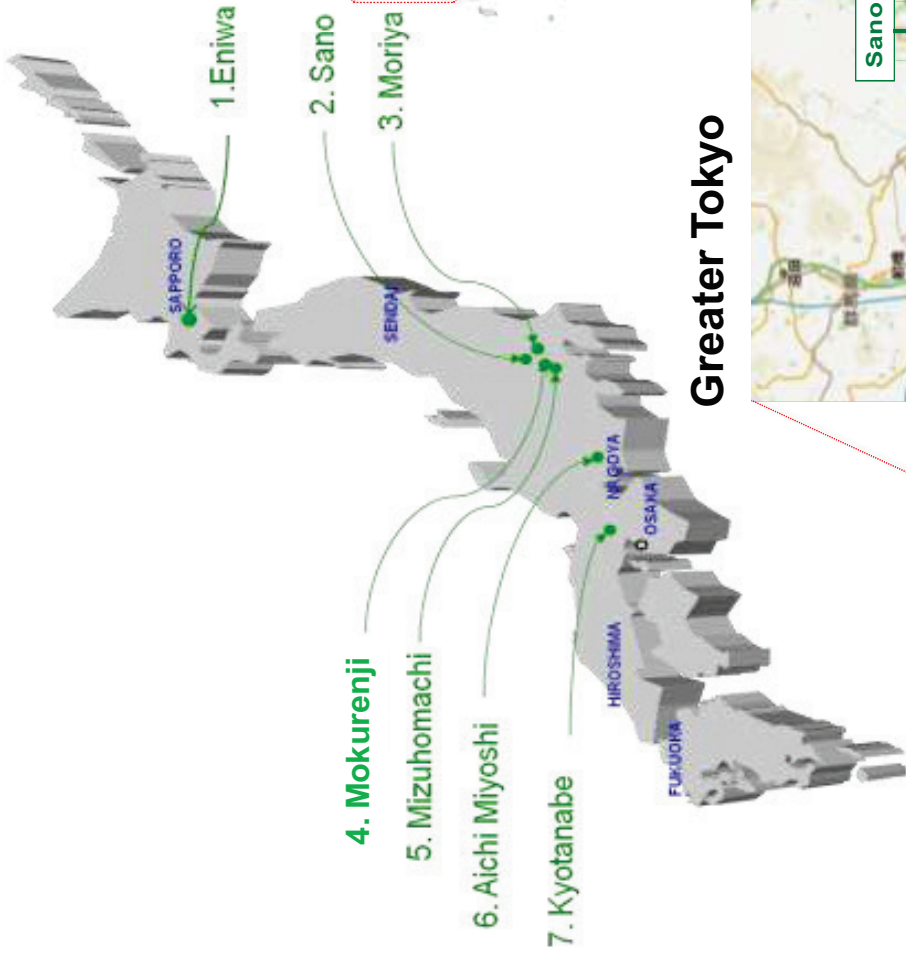 1.Eniwa
2. Sano
3. Moriya
4. Mokurenji
5. Mizuhomachi
6. Aichi Miyoshi
7. Kyotanabe
SAPPORO
SENDAI
NAGOYA
OSAKA
HIROSHIMA
FUKUOKA
Greater Tokyo
Sano